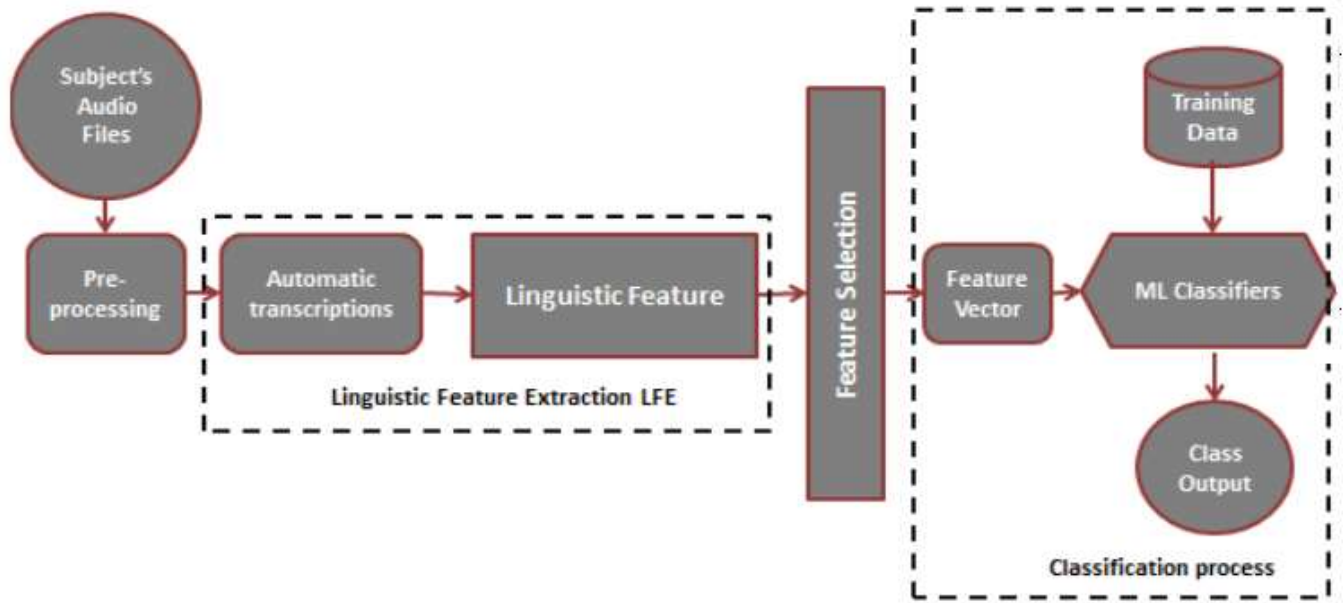 Subject's
Audio
Files
Pre-
processing
Automatic
transcriptions
Linguistic Feature
Linguistic Feature Extraction LFE
Feature Selection
Feature
Vector
Training
Data
ML Classifiers
Class
Output
Classification process